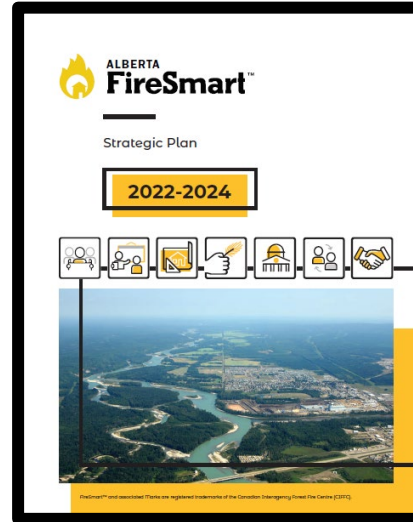 ALBERTA
FireSmart™
Strategic Plan
2022-2024
FireSmart™ and associated Marks are registered trademarks of the Canadian Interagency Forest Fire Centre (CIFFC).